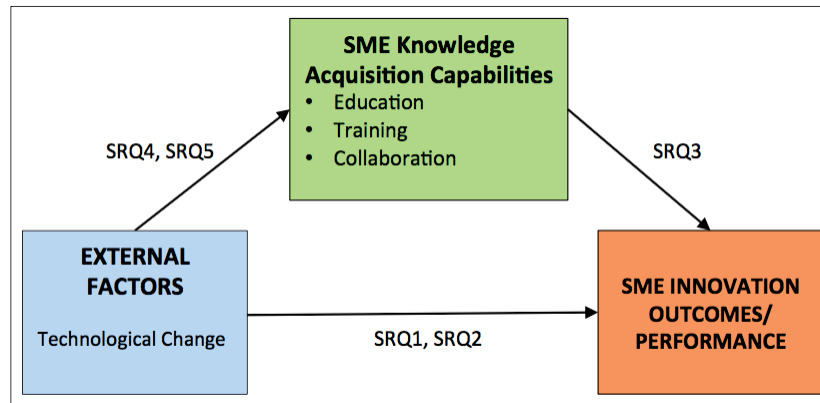 SME Knowledge
Acquisition Capabilities
• Education
• Training
• Collaboration
SRQ4, SRQ5
SRQ3
EXTERNAL
FACTORS
Technological Change
SME INNOVATION
OUTCOMES/
PERFORMANCE
SRQ1, SRQ2